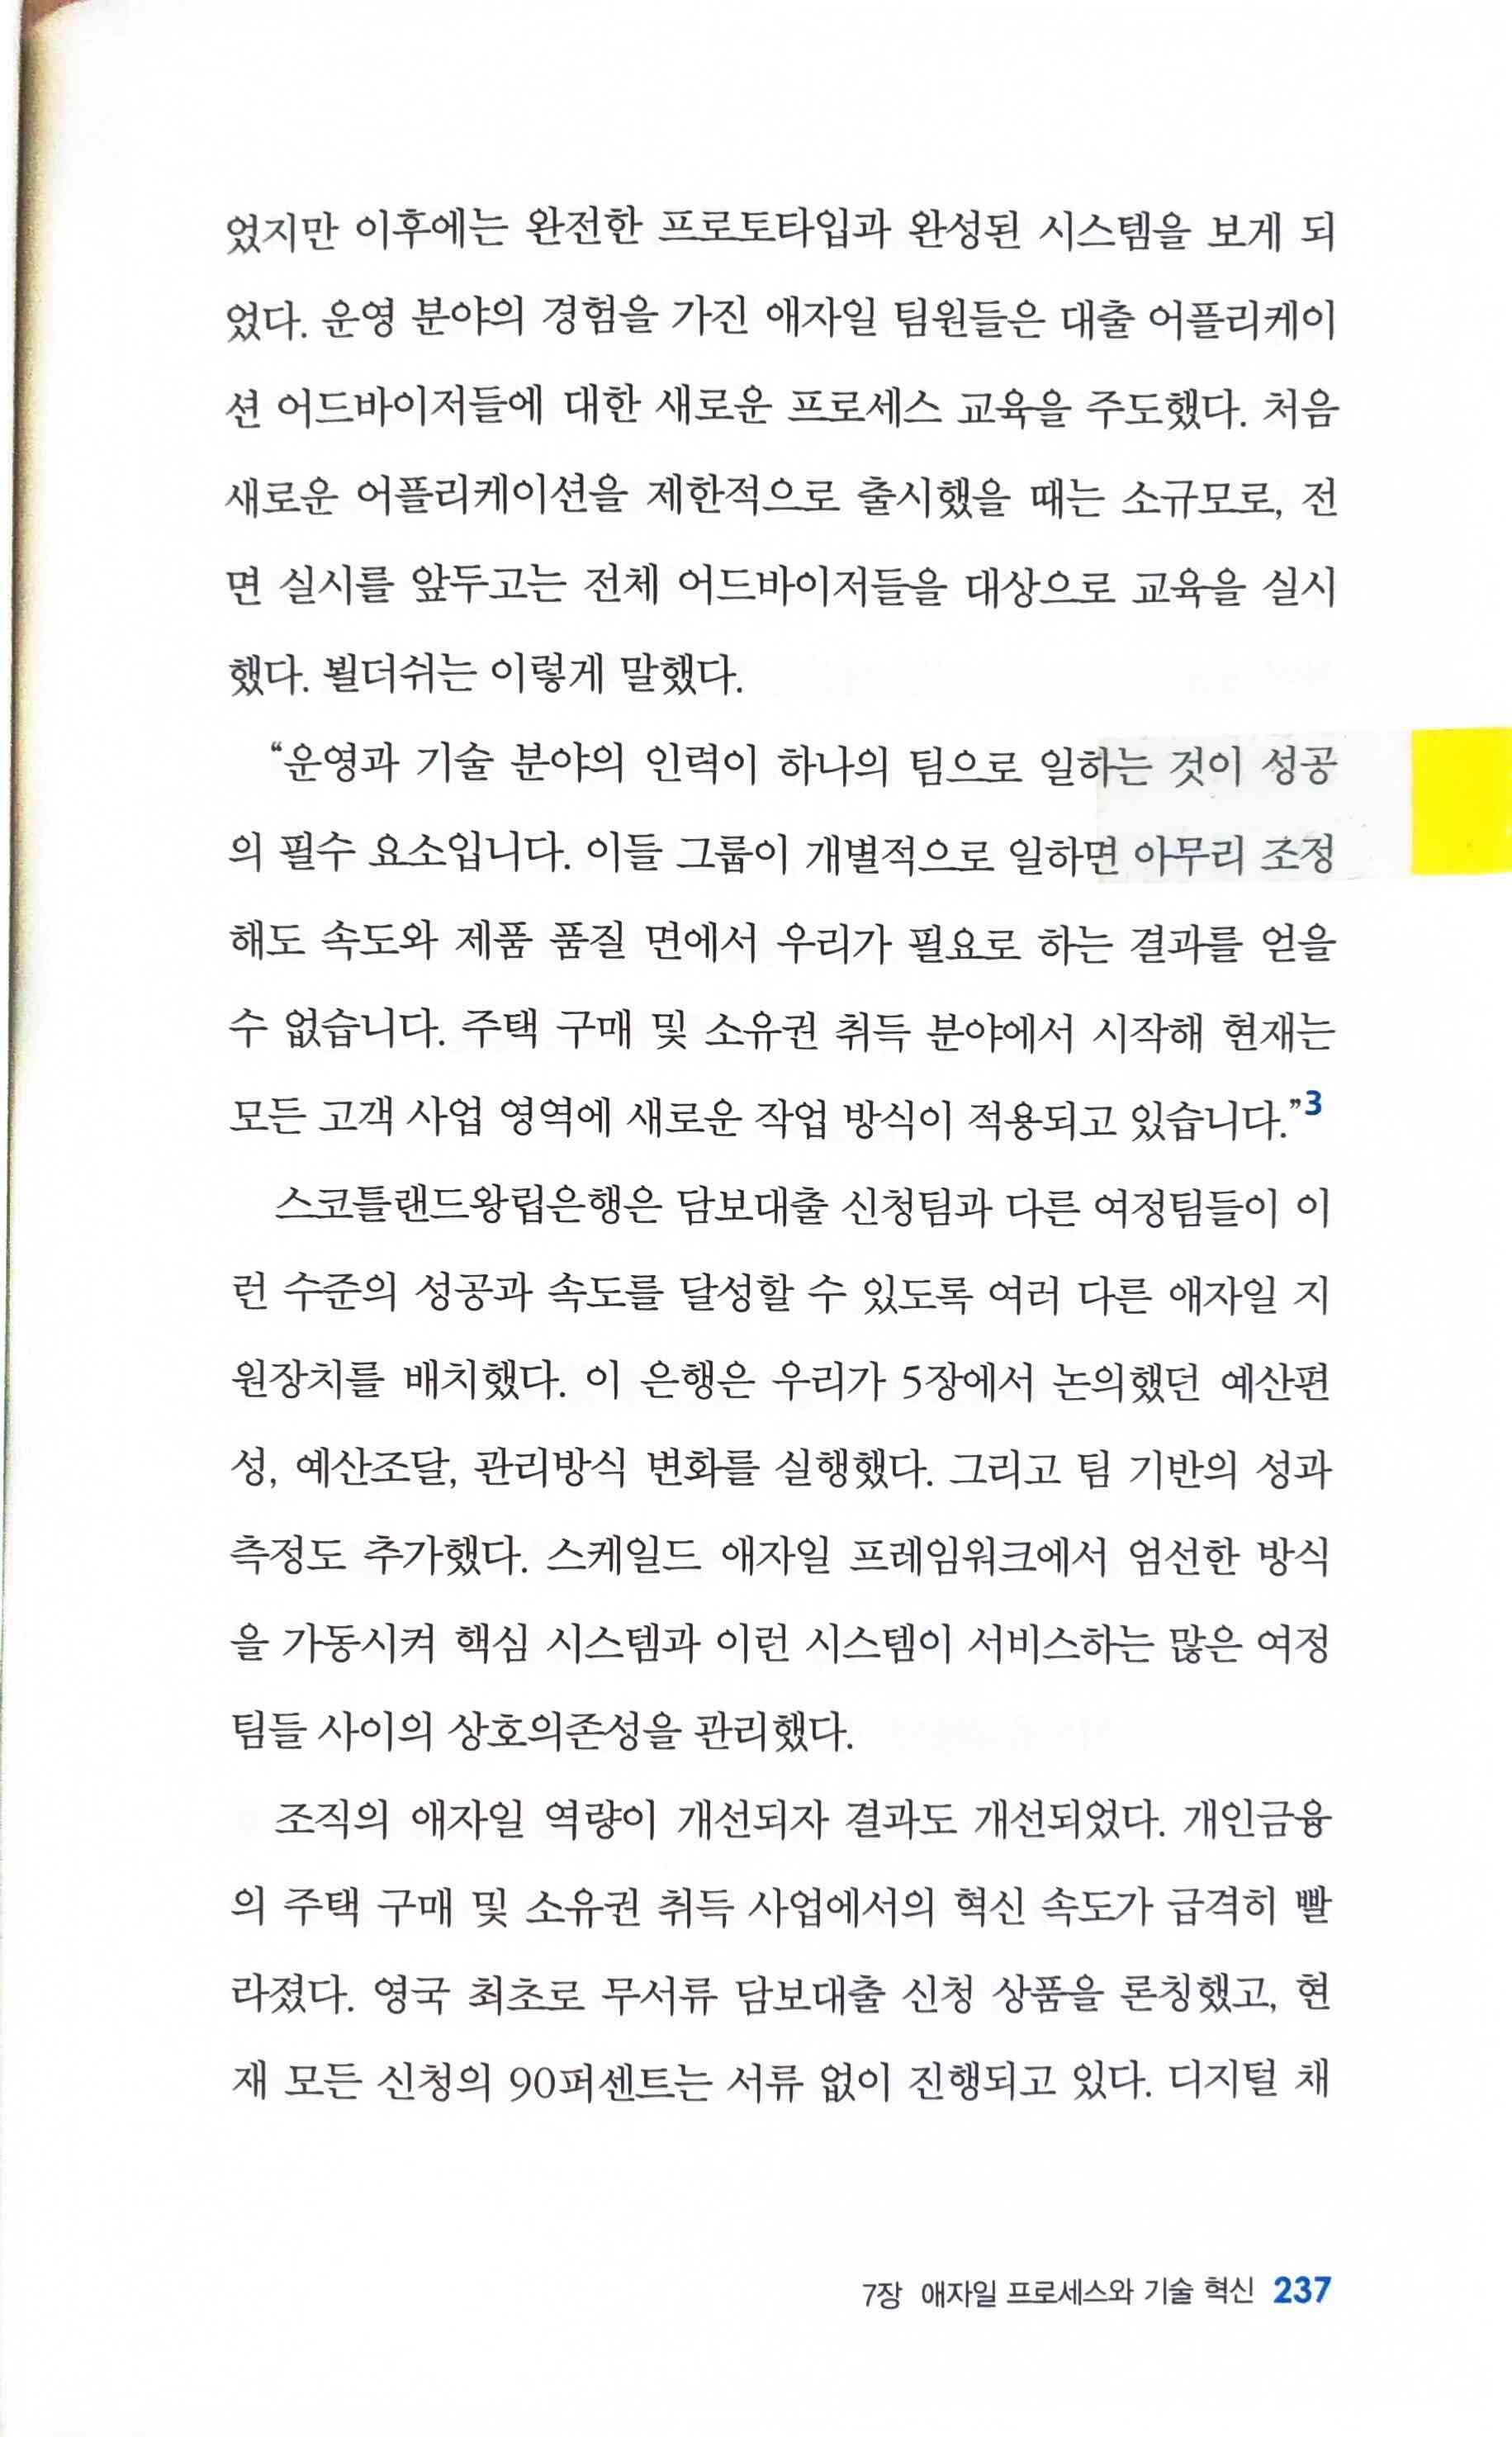 었지만 이후에는 완전한 프로토타입과 완성된 시스템을 보게 되
었다. 운영 분야의 경험을 가진 애자일 팀원들은 대출 어플리케이
션 어드바이저들에 대한 새로운 프로세스 교육을 주도했다. 처음
새로운 어플리케이션을 제한적으로 출시했을 때는 소규모로, 전
면 실시를 앞두고는 전체 어드바이저들을 대상으로 교육을 실시
했다. 뵐더쉬는 이렇게 말했다.
“운영과 기술 분야의 인력이 하나의 팀으로 일하는 것이 성공
의 필수 요소입니다. 이들 그룹이 개별적으로 일하면 아무리 조정
해도 속도와 제품 품질 면에서 우리가 필요로 하는 결과를 얻을
수 없습니다. 주택 구매 및 소유권 취득 분야에서 시작해 현재는
모든 고객 사업 영역에 새로운 작업 방식이 적용되고 있습니다.”3
스코틀랜드왕립은행은 담보대출 신청팀과 다른 여정팀들이 이
런 수준의 성공과 속도를 달성할 수 있도록 여러 다른 애자일 지
원장치를 배치했다. 이 은행은 우리가 5장에서 논의했던 예산편
성, 예산조달, 관리방식 변화를 실행했다. 그리고 팀 기반의 성과
측정도 추가했다. 스케일드 애자일 프레임워크에서 엄선한 방식
을 가동시켜 핵심 시스템과 이런 시스템이 서비스하는 많은 여정
팀들 사이의 상호의존성을 관리했다.
조직의 애자일 역량이 개선되자 결과도 개선되었다. 개인금융
의 주택 구매 및 소유권 취득 사업에서의 혁신 속도가 급격히 빨
라졌다. 영국 최초로 무서류 담보대출 신청 상품을 론칭했고, 현
재 모든 신청의 90퍼센트는 서류 없이 진행되고 있다. 디지털 채
7장 애자일 프로세스와 기술 혁신 237